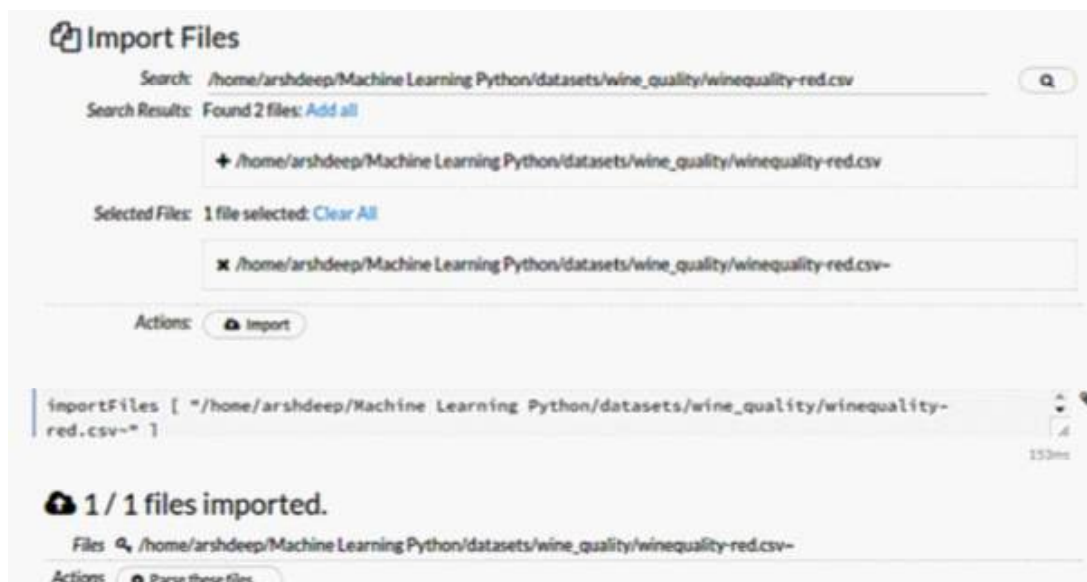 Import Files
Search: /home/arshdeep/Machine Learning Python/datasets/wine_quality/winequality-red.csv
Search Results: Found 2 files: Add all
+ /home/arshdeep/Machine Learning Python/datasets/wine_quality/winequality-red.csv
Selected Files: 1 file selected: Clear All
× /home/arshdeep/Machine Learning Python/datasets/wine_quality/winequality-red.csv~
Actions: Import
importFiles [ "/home/arshdeep/Machine Learning Python/datasets/wine_quality/winequality-
red.csv~" ]
153ms
1 / 1 files imported.
Files /home/arshdeep/Machine Learning Python/datasets/wine_quality/winequality-red.csv~
Actions Parse these files...